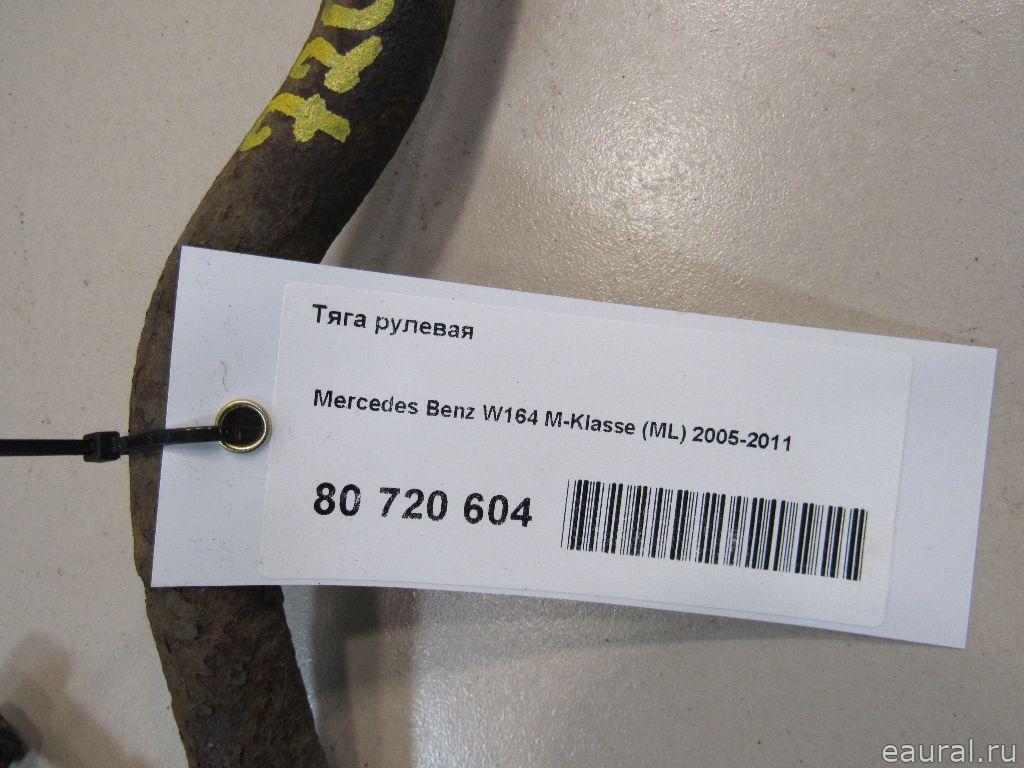 Тяга рулевая
Mercedes Benz W164 M-Klasse (ML) 2005-2011
80 720 604
eaural.ru